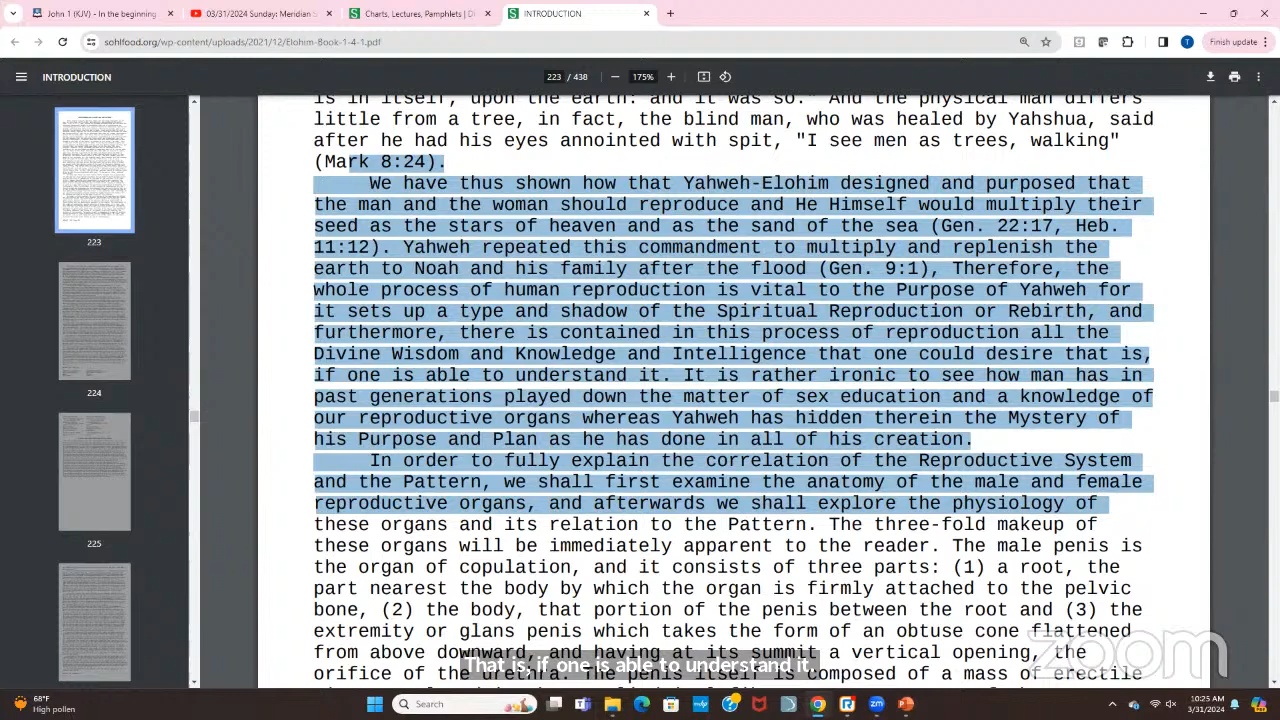 John 1 (KJV) - In the beginning
03/31/2024 Sunday: Meridian
Charts, Lectures, Pamphlets | D
INTRODUCTION
sohlfood.org/wp-content/uploads/2021/12/Elohim-Book-1-4-1.pdf
Finish update
INTRODUCTION
223 / 438
175%
223
224
225
is in itself, upon the earth: and it was so." And the physical man differs
little from a tree, in fact, the blind man, who was healed by Yahshua, said
after he had his eyes annointed with spit, "I see men as trees, walking"
(Mark 8:24).
We have thus shown now that Yahweh-Elohim designed and purposed that
the man and the woman should reproduce and He Himself would multiply their
seed as the stars of heaven and as the sand of the sea (Gen. 22:17, Heb.
11:12). Yahweh repeated this commandment to multiply and replenish the
earth to Noah and his family after the flood (Gen. 9:1), Therefore, the
whole process of human reproduction is vital to the Purpose of Yahweh for
it sets up a type and shadow of the Spiritual Reproduction or Rebirth, and
furthermore, there is contained in this process of reproduction all the
Divine Wisdom and Knowledge and Intelligence that one could desire that is,
if one is able to understand it. It is rather ironic to see how man has in
past generations played down the matter of sex education and a knowledge of
our reproductive organs whereas Yahweh has hidden therein the Mystery of
his Purpose and Plan as he has done in all of his creation.
In order to fully explain the correlation of the Reproductive System
and the Pattern, we shall first examine the anatomy of the male and female
reproductive organs, and afterwards we shall explore the physiology of
these organs and its relation to the Pattern. The three-fold makeup of
these organs will be immediately apparent to the reader. The male penis is
the organ of copulation, and it consists of three parts: (1) a root, the
part nearest the body by which the organ is firmly attached to the pelvic
bone, (2) the body, that portion of the penis between the root and (3) the
extremity or glans penis which takes the form of an obtuse cone flattened
from above downward and having at its a vertical opening, the
orifice of the urethra. The penis itself composed of a mass of erectile
That is, if one is able to understand it.
zoom
68°F
High pollen
Search
10:25 AM
3/31/2024